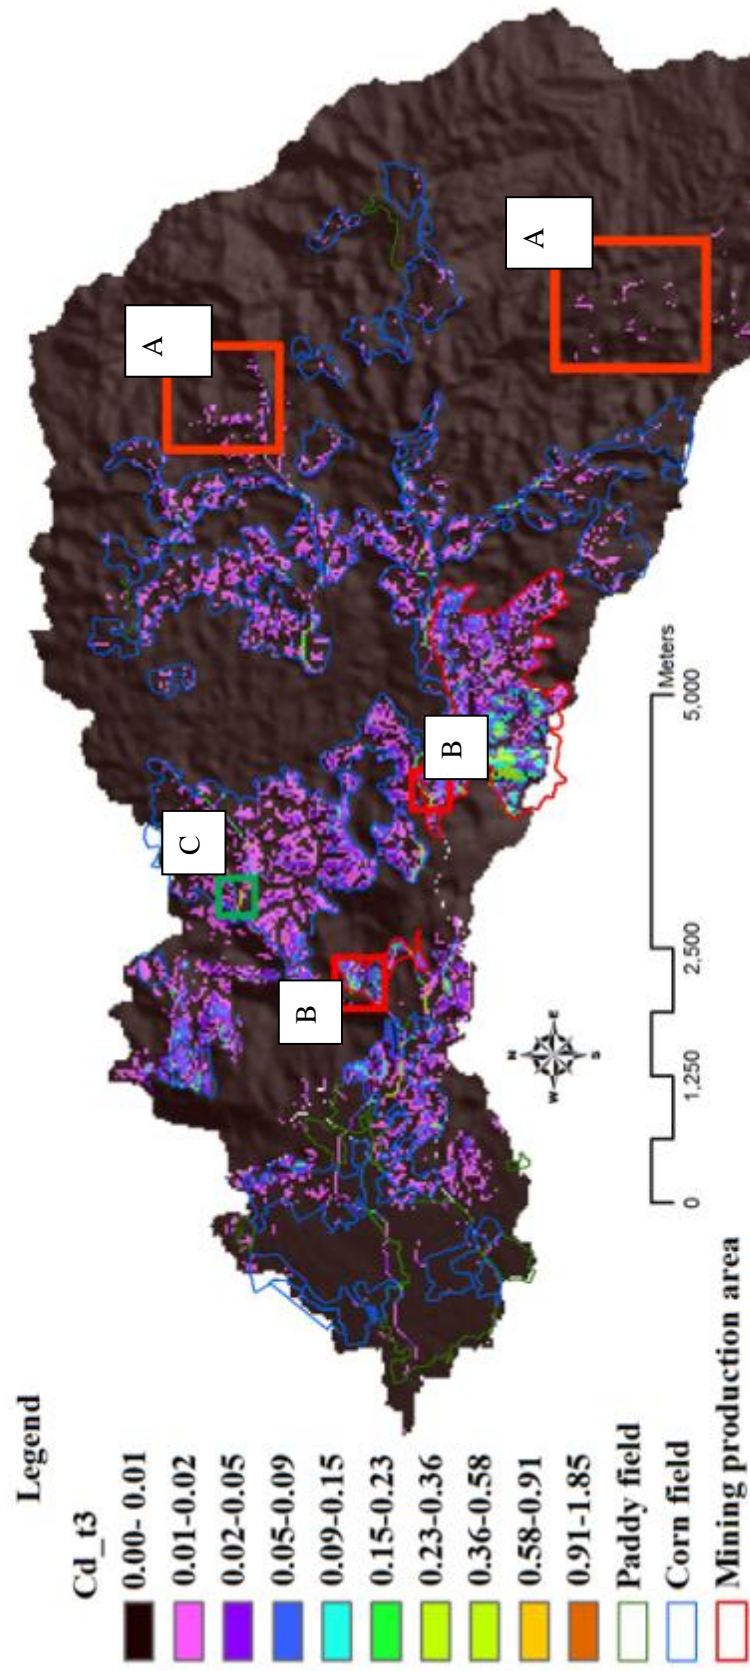 A
A
B
B
C
N
W
E
S
Meters
0
1,250
2,500
5,000
Legend
Cd_t3
0.00- 0.01
0.01-0.02
0.02-0.05
0.05-0.09
0.09-0.15
0.15-0.23
0.23-0.36
0.36-0.58
0.58-0.91
0.91-1.85
Paddy field
Corn field
Mining production area